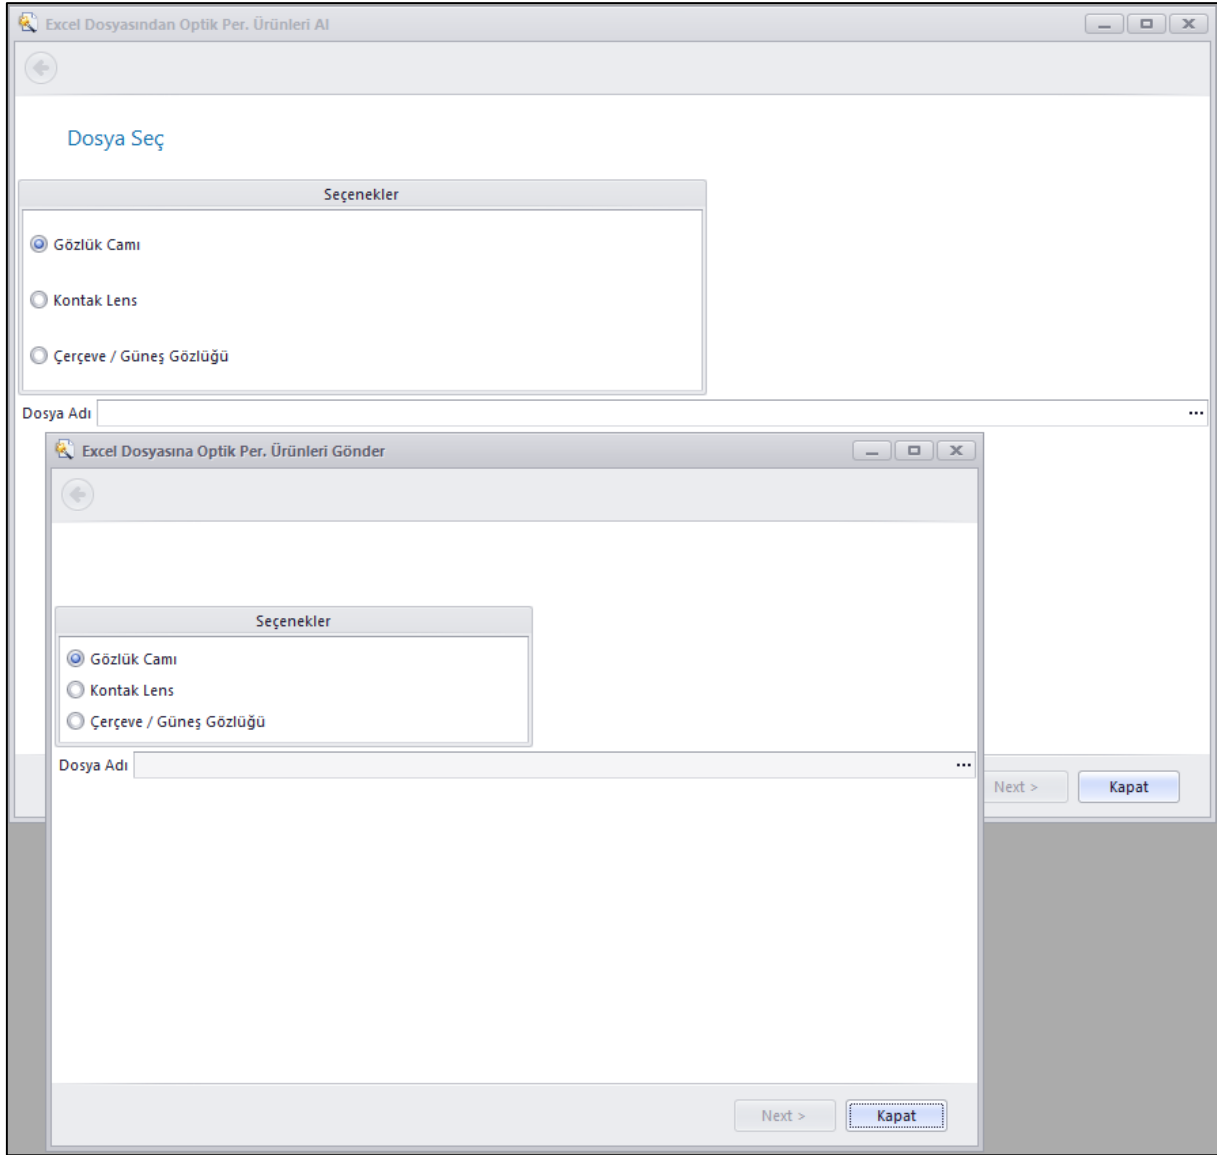 Excel Dosyasından Optik Per. Ürünleri Al
Dosya Seç
Seçenekler
Gözlük Camı
Kontak Lens
Çerçeve / Güneş Gözlüğü
Dosya Adı
Excel Dosyasına Optik Per. Ürünleri Gönder
Seçenekler
Gözlük Camı
Kontak Lens
Çerçeve / Güneş Gözlüğü
Dosya Adı
Next > Kapat
Next > Kapat